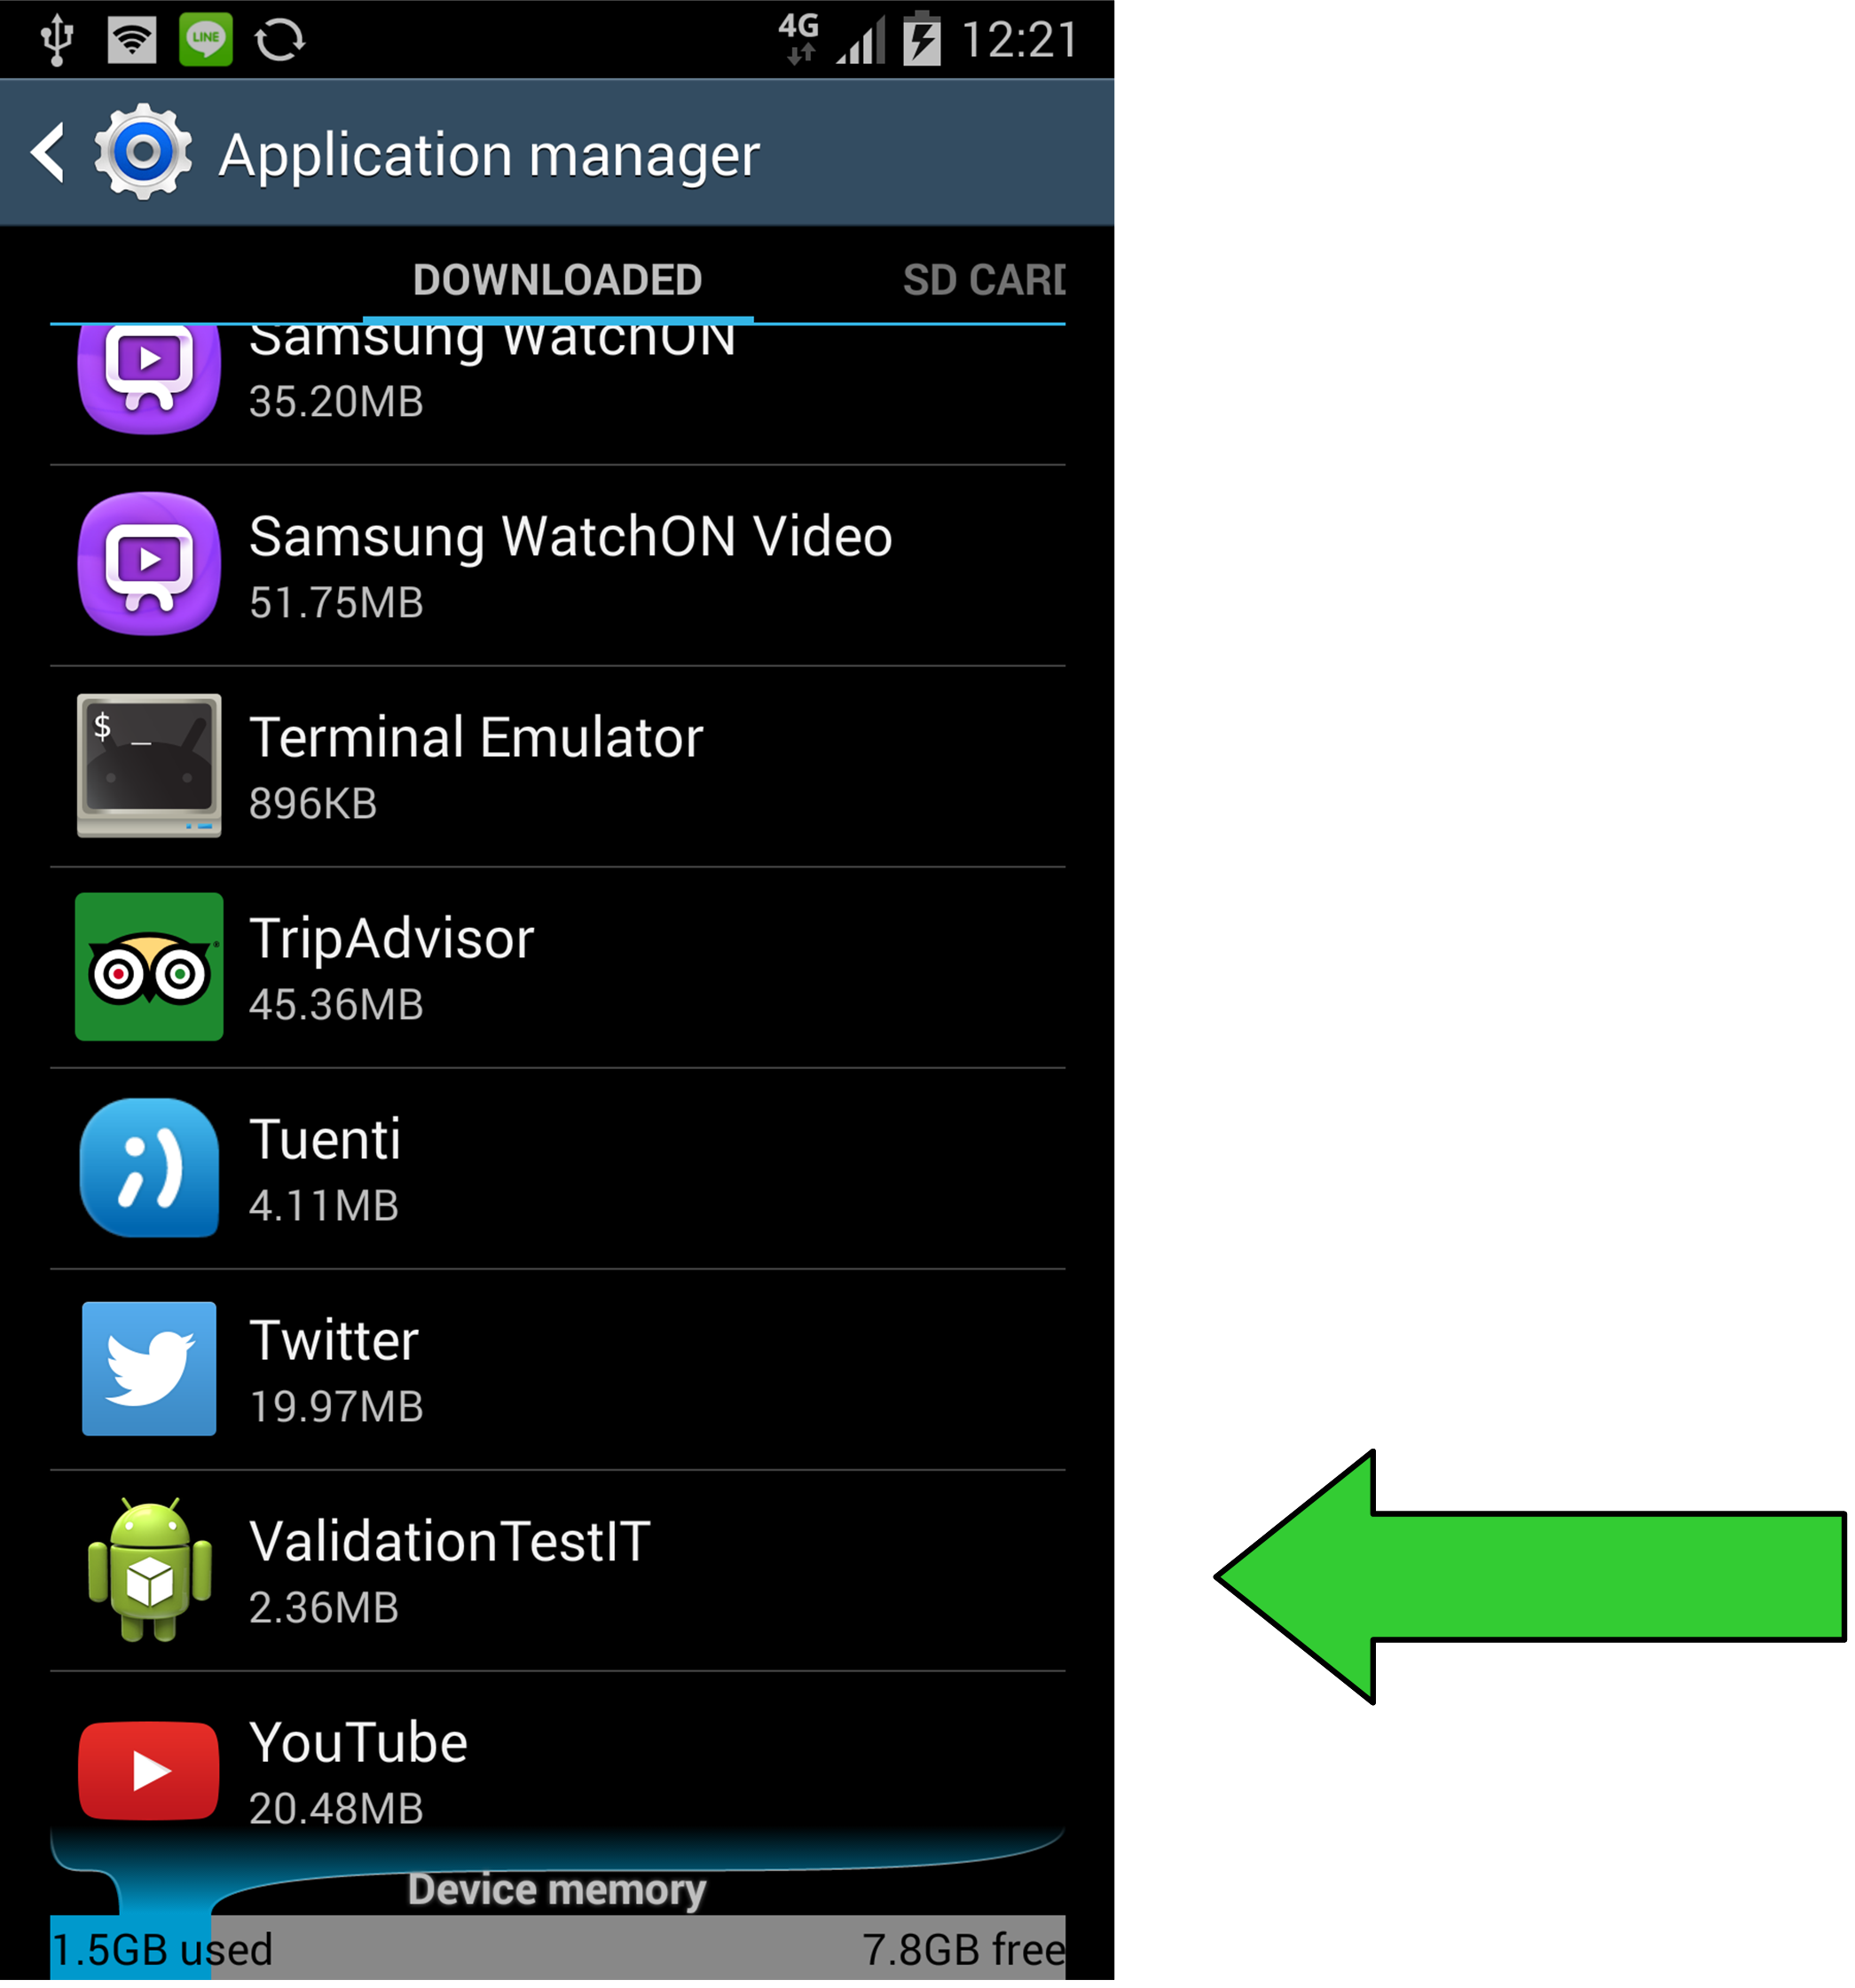 4G 12:21
LINE
Application manager
DOWNLOADED SD CARD
Samsung WatchON
35.20MB
Samsung WatchON Video
51.75MB
$ _
Terminal Emulator
896KB
TripAdvisor
45.36MB
Tuenti
4.11MB
Twitter
19.97MB
ValidationTestIT
2.36MB
YouTube
20.48MB
Device memory
1.5GB used 7.8GB free